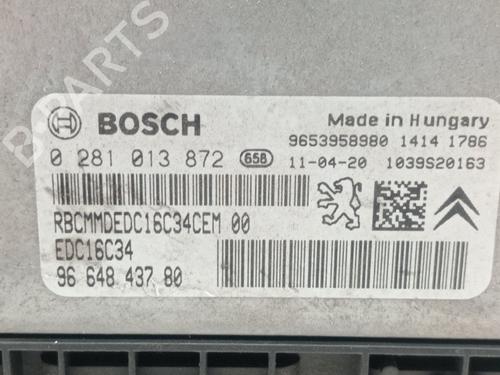 BOSCH
Made in Hungary
9653958980 1414 1786
0 281 013 872 658 11-04-20 1039S20163
RBCMMDEDC16C34CEM 00
EDC16C34
96 648 437 80
B-PARTS